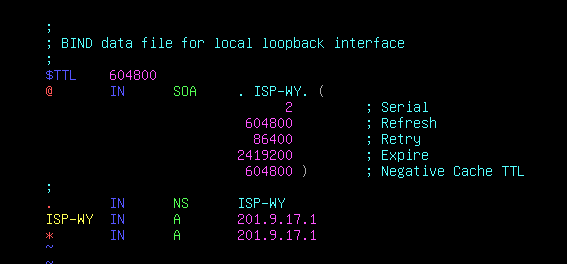 ;
; BIND data file for local loopback interface
;
$TTL 604800
@ IN SOA . ISP-WY. (
2 ; Serial
604800 ; Refresh
86400 ; Retry
2419200 ; Expire
604800 ) ; Negative Cache TTL
;
. IN NS ISP-WY
ISP-WY IN A 201.9.17.1
* IN A 201.9.17.1
~
~